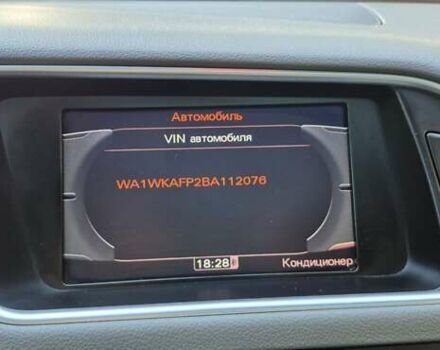 Автомобиль
VIN автомобиля
WA1WKAFP2BA112076
18:28
Кондиционер